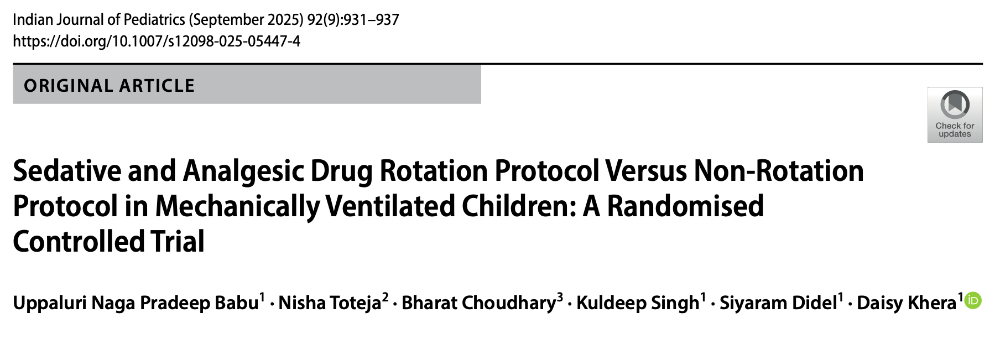 Indian Journal of Pediatrics (September 2025) 92(9):931–937
https://doi.org/10.1007/s12098-025-05447-4
ORIGINAL ARTICLE
Check for
updates
Sedative and Analgesic Drug Rotation Protocol Versus Non-Rotation
Protocol in Mechanically Ventilated Children: A Randomised
Controlled Trial
Uppaluri Naga Pradeep Babu1 · Nisha Toteja2 · Bharat Choudhary3 · Kuldeep Singh1 · Siyaram Didel1 · Daisy Khera1 iD